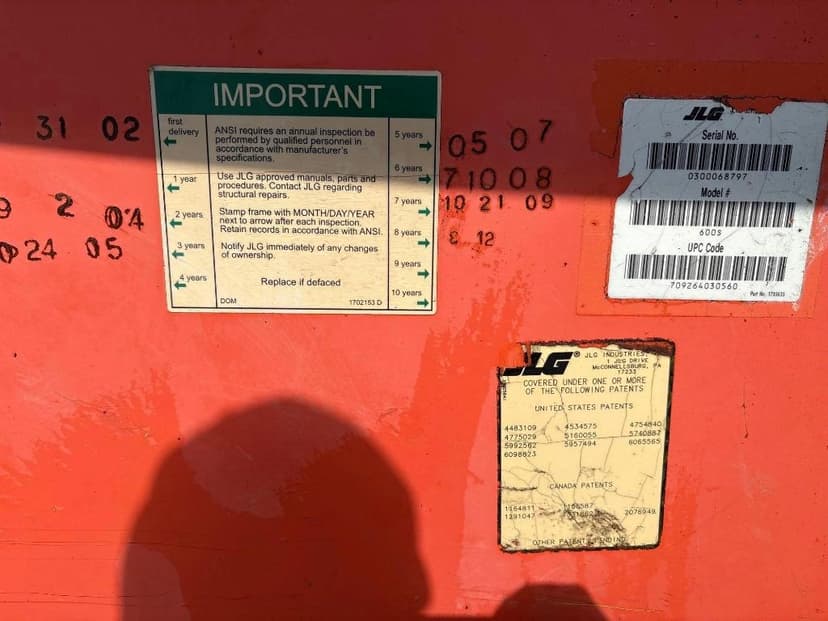 IMPORTANT
first delivery
31 02
ANSI requires an annual inspection be
performed by qualified personnel in
accordance with manufacturer's
specifications.
5 years
05 07
1 year
Use JLG approved manuals, parts and
procedures. Contact JLG regarding
structural repairs.
6 years
7 10 08
9 2 04
2 years
Stamp frame with MONTH/DAY/YEAR
next to arrow after each inspection.
Retain records in accordance with ANSI.
7 years
10 21 09
24 05
3 years
Notify JLG immediately of any changes
of ownership.
8 years
8 12
4 years
Replace if defaced
9 years
10 years
DOM
1702153 D
JLG
Serial No.
0300068797
Model #
600S
UPC Code
709264030560
Part No.
JLG ® JLG INDUSTRIES,
1 JLG DRIVE
McCONNELLSBURG, PA
17233
COVERED UNDER ONE OR MORE
OF THE FOLLOWING PATENTS
UNITED STATES PATENTS
4483109 4534575 4754840
4775029 5160055 5740887
5992562 5957494 6065565
6098823
CANADA PATENTS
1164811
1291047 2076949
OTHER PATENTS PENDING